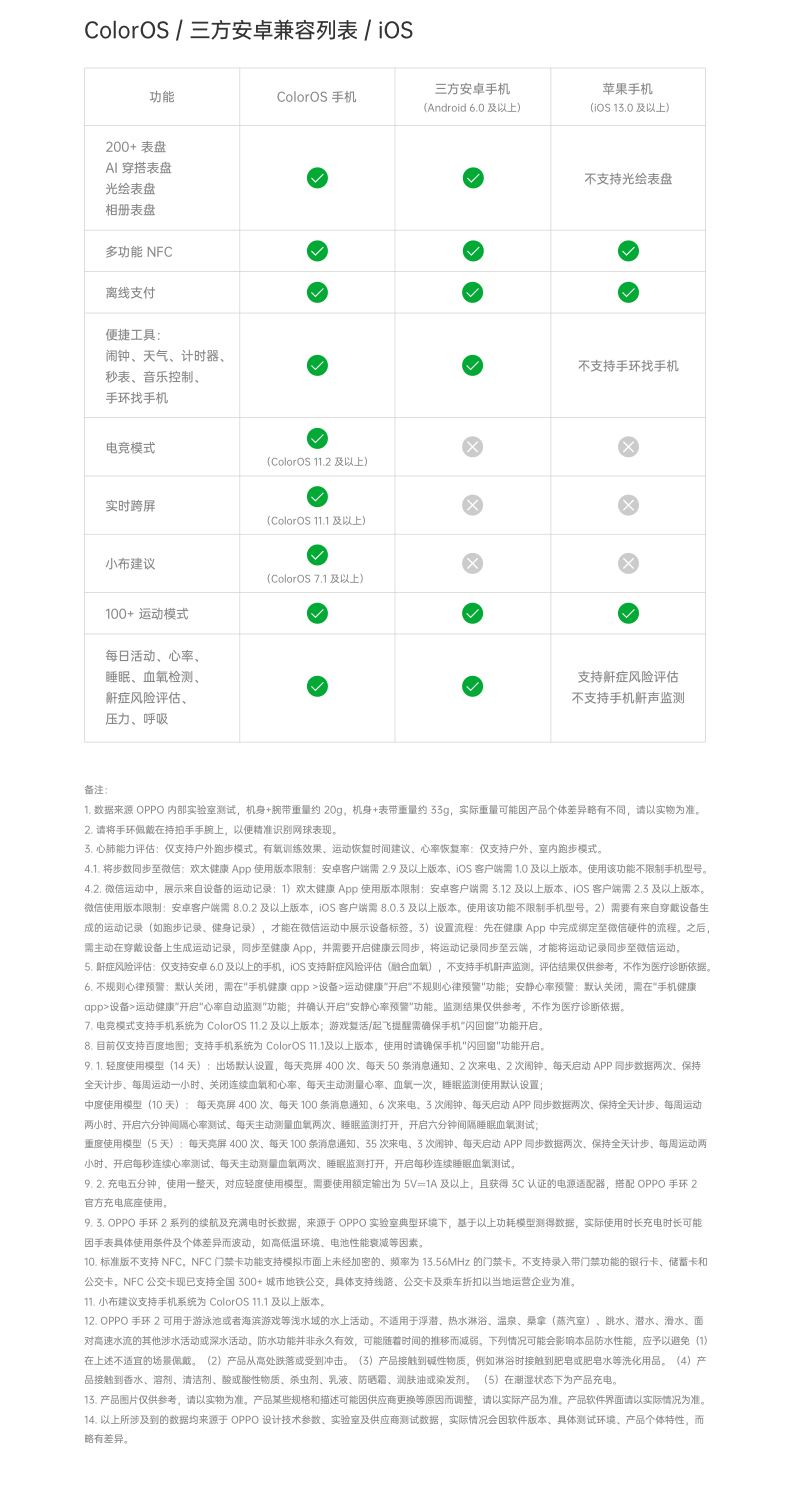 ColorOS / 三方安卓兼容列表 / iOS
功能
ColorOS 手机
三方安卓手机
（Android 6.0 及以上）
苹果手机
（iOS 13.0 及以上）
200+ 表盘
AI 穿搭表盘
光绘表盘
相册表盘
不支持光绘表盘
多功能 NFC
离线支付
便捷工具：
闹钟、天气、计时器、
秒表、音乐控制、
手环找手机
不支持手环找手机
电竞模式
（ColorOS 11.2 及以上）
实时跨屏
（ColorOS 11.1 及以上）
小布建议
（ColorOS 7.1 及以上）
100+ 运动模式
每日活动、心率、
睡眠、血氧检测、
鼾症风险评估、
压力、呼吸
支持鼾症风险评估
不支持手机鼾声监测
备注：
1. 数据来源 OPPO 内部实验室测试，机身+腕带重量约 20g，机身+表带重量约 33g，实际重量可能因产品个体差异略有不同，请以实物为准。
2. 请将手环佩戴在持拍手手腕上，以便精准识别网球表现。
3. 心肺能力评估：仅支持户外跑步模式。有氧训练效果、运动恢复时间建议、心率恢复率：仅支持户外、室内跑步模式。
4.1. 将步数同步至微信：欢太健康 App 使用版本限制：安卓客户端需 2.9 及以上版本、iOS 客户端需 1.0 及以上版本。使用该功能不限制手机型号。
4.2. 微信运动中，展示来自设备的运动记录：1）欢太健康 App 使用版本限制：安卓客户端需 3.12 及以上版本、iOS 客户端需 2.3 及以上版本。
微信使用版本限制：安卓客户端需 8.0.2 及以上版本，iOS 客户端需 8.0.3 及以上版本。使用该功能不限制手机型号。2）需要有来自穿戴设备生
成的运动记录（如跑步记录、健身记录），才能在微信运动中展示设备标签。3）设置流程：先在健康 App 中完成绑定至微信硬件的流程。之后，
需主动在穿戴设备上生成运动记录，同步至健康 App，并需要开启健康云同步，将运动记录同步至云端，才能将运动记录同步至微信运动。
5. 鼾症风险评估：仅支持安卓 6.0 及以上的手机，iOS 支持鼾症风险评估（融合血氧），不支持手机鼾声监测。评估结果仅供参考，不作为医疗诊断依据。
6. 不规则心律预警：默认关闭，需在“手机健康 app >设备>运动健康”开启“不规则心律预警”功能；安静心率预警：默认关闭，需在“手机健康
app>设备>运动健康”开启“心率自动监测”功能；并确认开启“安静心率预警”功能。监测结果仅供参考，不作为医疗诊断依据。
7. 电竞模式支持手机系统为 ColorOS 11.2 及以上版本；游戏复活/起飞提醒需确保手机“闪回窗”功能开启。
8. 目前仅支持百度地图；支持手机系统为 ColorOS 11.1及以上版本，使用时请确保手机“闪回窗”功能开启。
9. 1. 轻度使用模型（14 天）：出场默认设置，每天亮屏 400 次、每天 50 条消息通知、2 次来电、2 次闹钟、每天启动 APP 同步数据两次、保持
全天计步、每周运动一小时、关闭连续血氧和心率、每天主动测量心率、血氧一次，睡眠监测使用默认设置；
中度使用模型（10 天）： 每天亮屏 400 次、每天 100 条消息通知、6 次来电、3 次闹钟、每天启动 APP 同步数据两次、保持全天计步、每周运动
两小时、开启六分钟间隔心率测试、每天主动测量血氧两次、睡眠监测打开，开启六分钟间隔睡眠血氧测试；
重度使用模型（5 天）：每天亮屏 400 次、每天 100 条消息通知、35 次来电、3 次闹钟、每天启动 APP 同步数据两次、保持全天计步、每周运动两
小时、开启每秒连续心率测试、每天主动测量血氧两次、睡眠监测打开，开启每秒连续睡眠血氧测试。
9. 2. 充电五分钟，使用一整天，对应轻度使用模型。需要使用额定输出为 5V⎓1A 及以上，且获得 3C 认证的电源适配器，搭配 OPPO 手环 2
官方充电底座使用。
9. 3. OPPO 手环 2 系列的续航及充满电时长数据，来源于 OPPO 实验室典型环境下，基于以上功耗模型测得数据，实际使用时长充电时长可能
因手表具体使用条件及个体差异而波动，如高低温环境、电池性能衰减等因素。
10. 标准版不支持 NFC。NFC 门禁卡功能支持模拟市面上未经加密的、频率为 13.56MHz 的门禁卡。不支持录入带门禁功能的银行卡、储蓄卡和
公交卡。NFC 公交卡现已支持全国 300+ 城市地铁公交，具体支持线路、公交卡及乘车折扣以当地运营企业为准。
11. 小布建议支持手机系统为 ColorOS 11.1 及以上版本。
12. OPPO 手环 2 可用于游泳池或者海滨游戏等浅水域的水上活动。不适用于浮潜、热水淋浴、温泉、桑拿（蒸汽室）、跳水、潜水、滑水、面
对高速水流的其他涉水活动或深水活动。防水功能并非永久有效，可能随着时间的推移而减弱。下列情况可能会影响本品防水性能，应予以避免（1）
在上述不适宜的场景佩戴。（2）产品从高处跌落或受到冲击。（3）产品接触到碱性物质，例如淋浴时接触到肥皂或肥皂水等洗化用品。（4）产
品接触到香水、溶剂、清洁剂、酸或酸性物质、杀虫剂、乳液、防晒霜、润肤油或染发剂。（5）在潮湿状态下为产品充电。
13. 产品图片仅供参考，请以实物为准。产品某些规格和描述可能因供应商更换等原因而调整，请以实际产品为准。产品软件界面请以实际情况为准。
14. 以上所涉及到的数据均来源于 OPPO 设计技术参数、实验室及供应商测试数据，实际情况会因软件版本、具体测试环境、产品个体特性，而
略有差异。